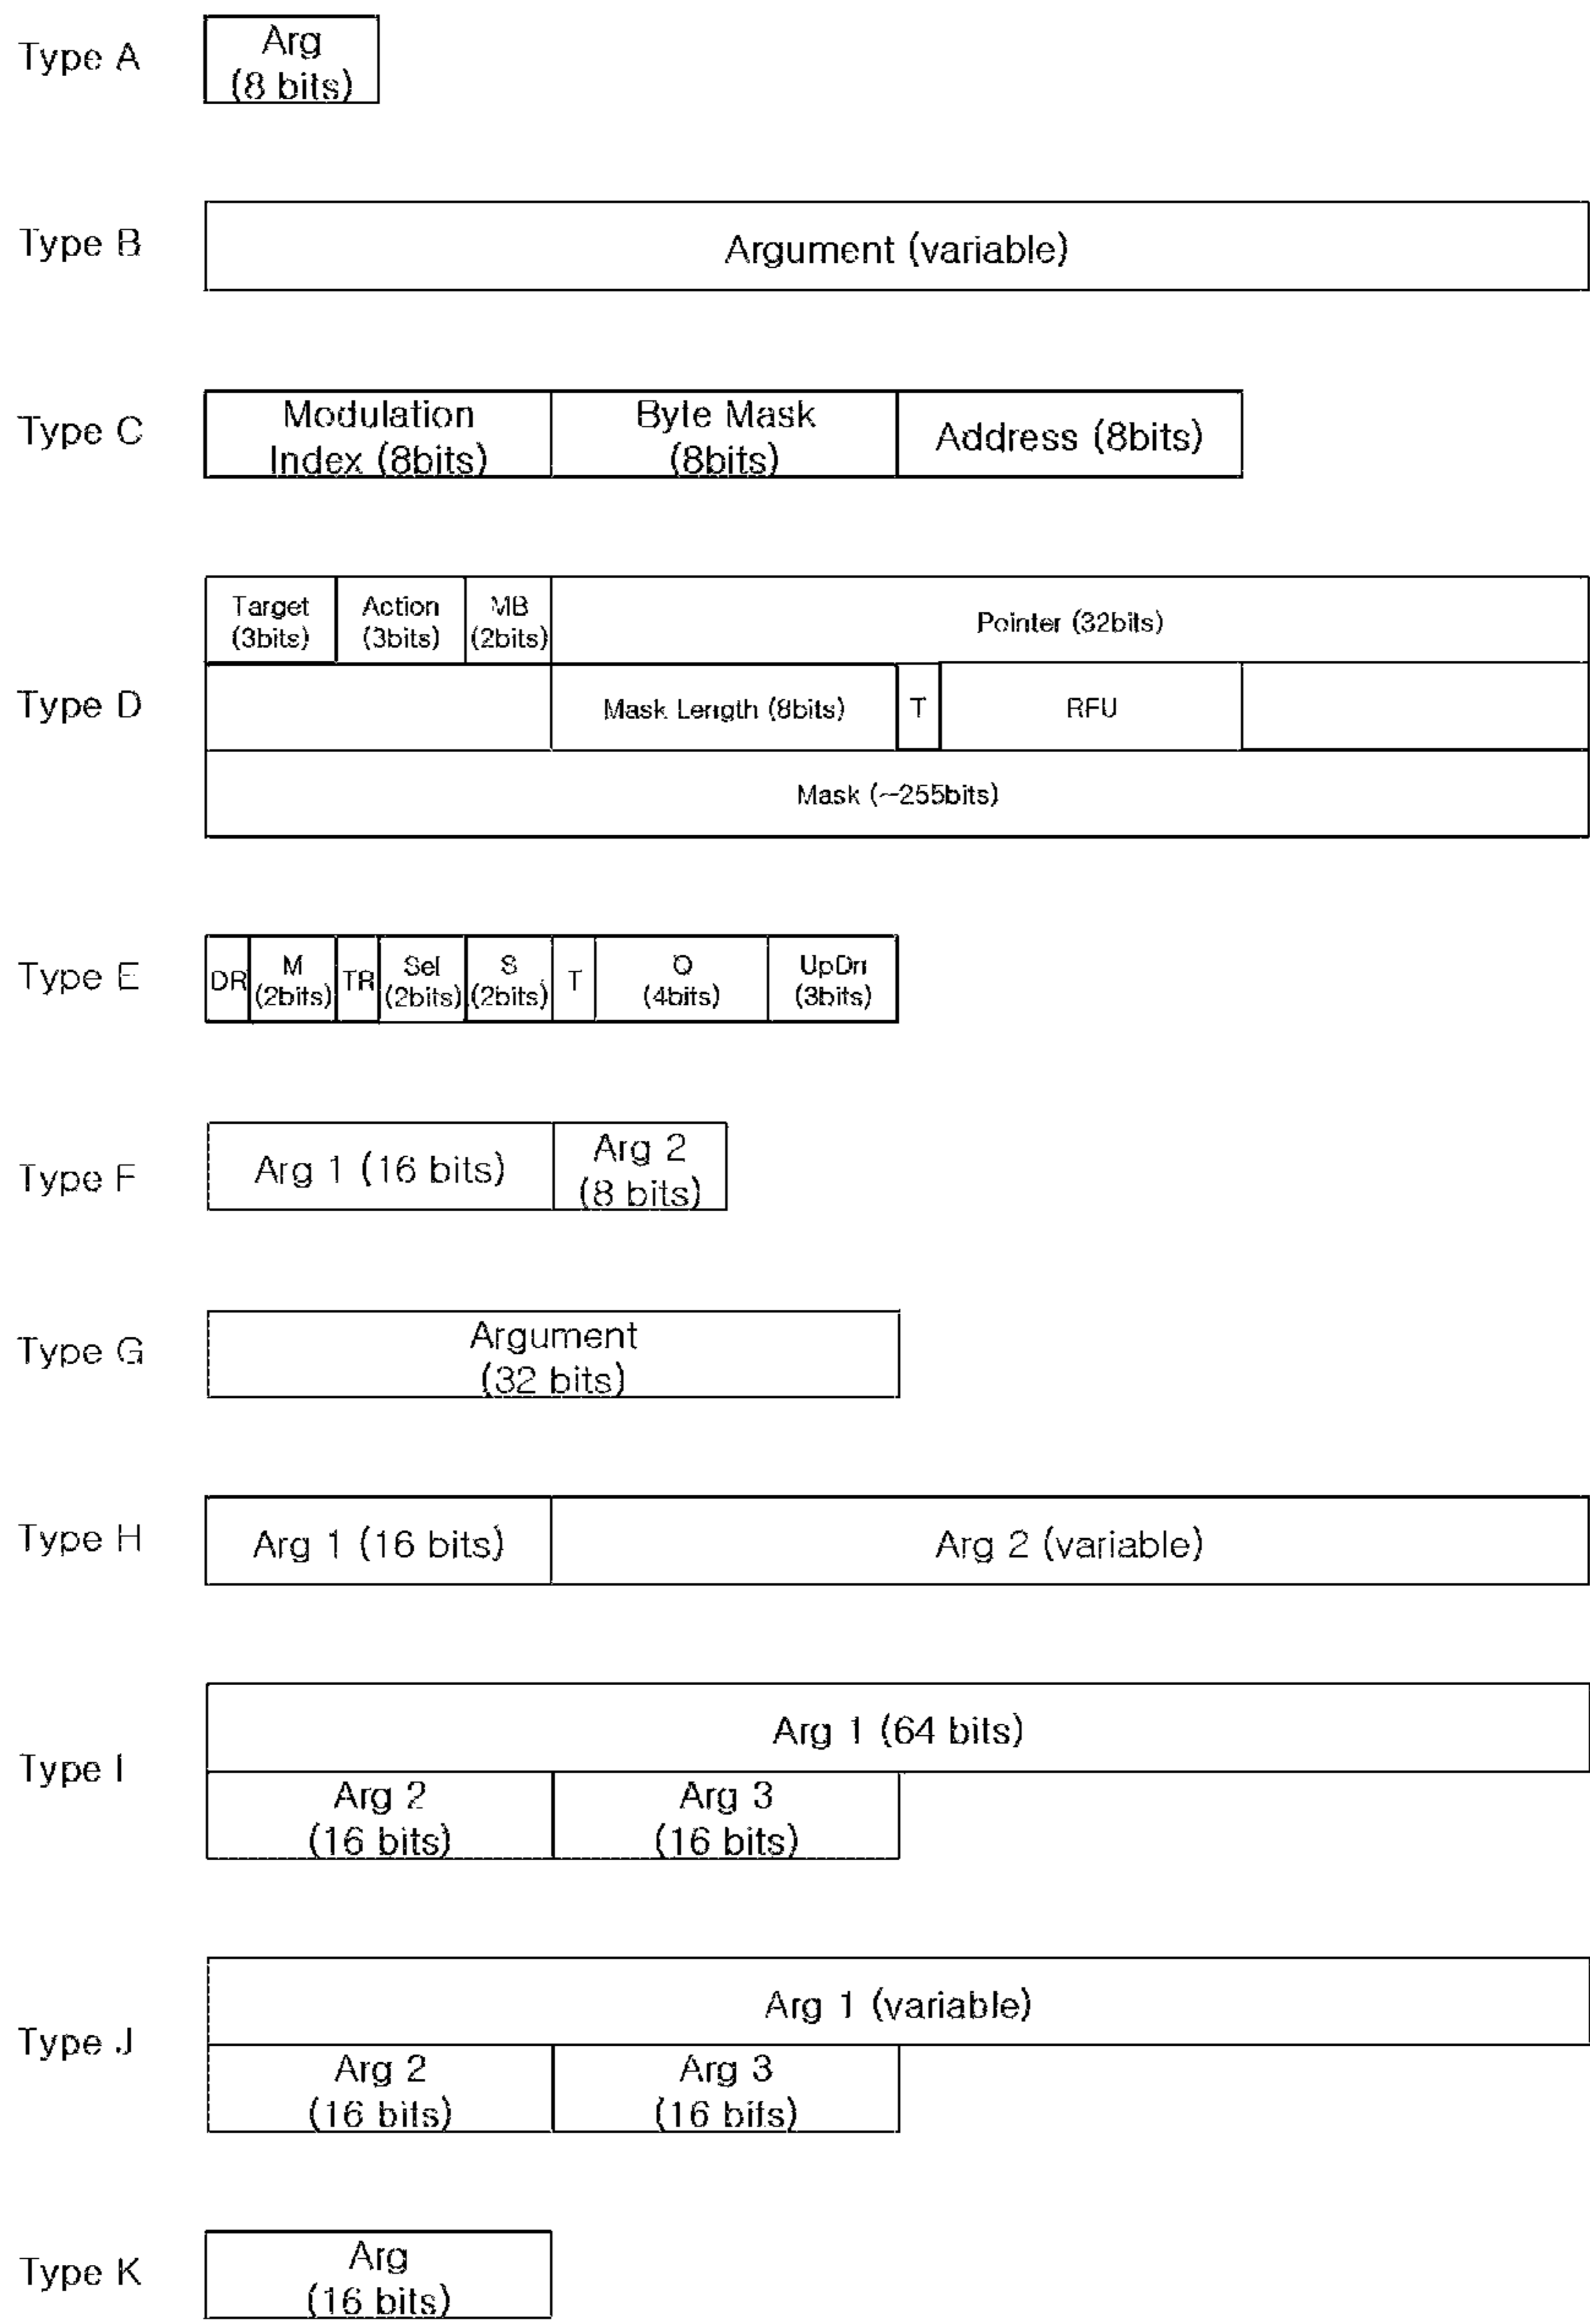 Type A
Arg
(8 bits)
Type B
Argument (variable)
Type C
Modulation
Index (8bits)
Byte Mask
(8bits)
Address (8bits)
Type D
Target
(3bits)
Action
(3bits)
MB
(2bits)
Pointer (32bits)
Mask Length (8bits)
T
RFU
Mask (~255bits)
Type E
DR
M
(2bits)
TR
Sel
(2bits)
S
(2bits)
T
Q
(4bits)
UpDn
(3bits)
Type F
Arg 1 (16 bits)
Arg 2
(8 bits)
Type G
Argument
(32 bits)
Type H
Arg 1 (16 bits)
Arg 2 (variable)
Type I
Arg 1 (64 bits)
Arg 2
(16 bits)
Arg 3
(16 bits)
Type J
Arg 1 (variable)
Arg 2
(16 bits)
Arg 3
(16 bits)
Type K
Arg
(16 bits)